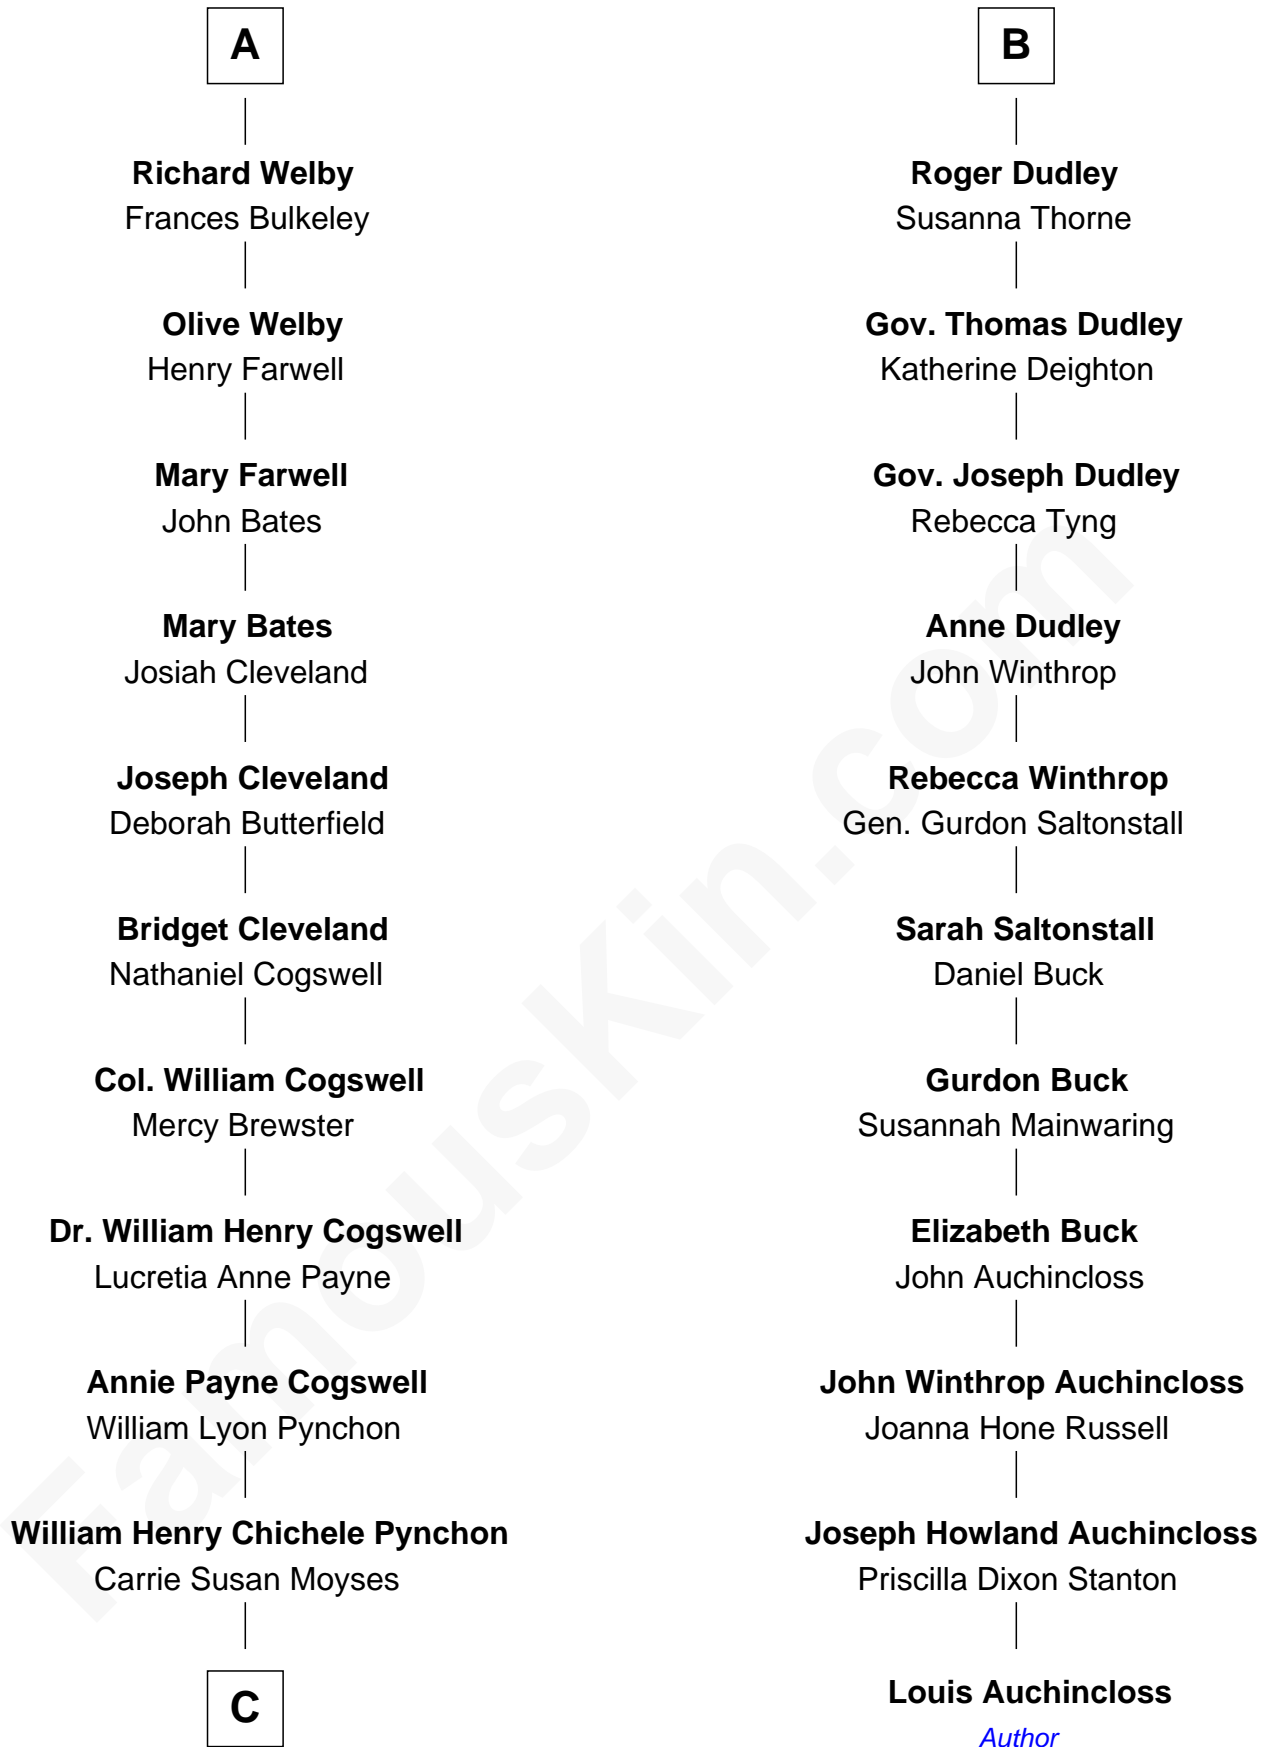 A
Richard Welby
Frances Bulkeley
Olive Welby
Henry Farwell
Mary Farwell
John Bates
Mary Bates
Josiah Cleveland
Joseph Cleveland
Deborah Butterfield
Bridget Cleveland
Nathaniel Cogswell
Col. William Cogswell
Mercy Brewster
Dr. William Henry Cogswell
Lucretia Anne Payne
Annie Payne Cogswell
William Lyon Pynchon
William Henry Chichele Pynchon
Carrie Susan Moyses
C
B
Roger Dudley
Susanna Thorne
Gov. Thomas Dudley
Katherine Deighton
Gov. Joseph Dudley
Rebecca Tyng
Anne Dudley
John Winthrop
Rebecca Winthrop
Gen. Gurdon Saltonstall
Sarah Saltonstall
Daniel Buck
Gurdon Buck
Susannah Mainwaring
Elizabeth Buck
John Auchincloss
John Winthrop Auchincloss
Joanna Hone Russell
Joseph Howland Auchincloss
Priscilla Dixon Stanton
Louis Auchincloss
Author
FamousKin.com